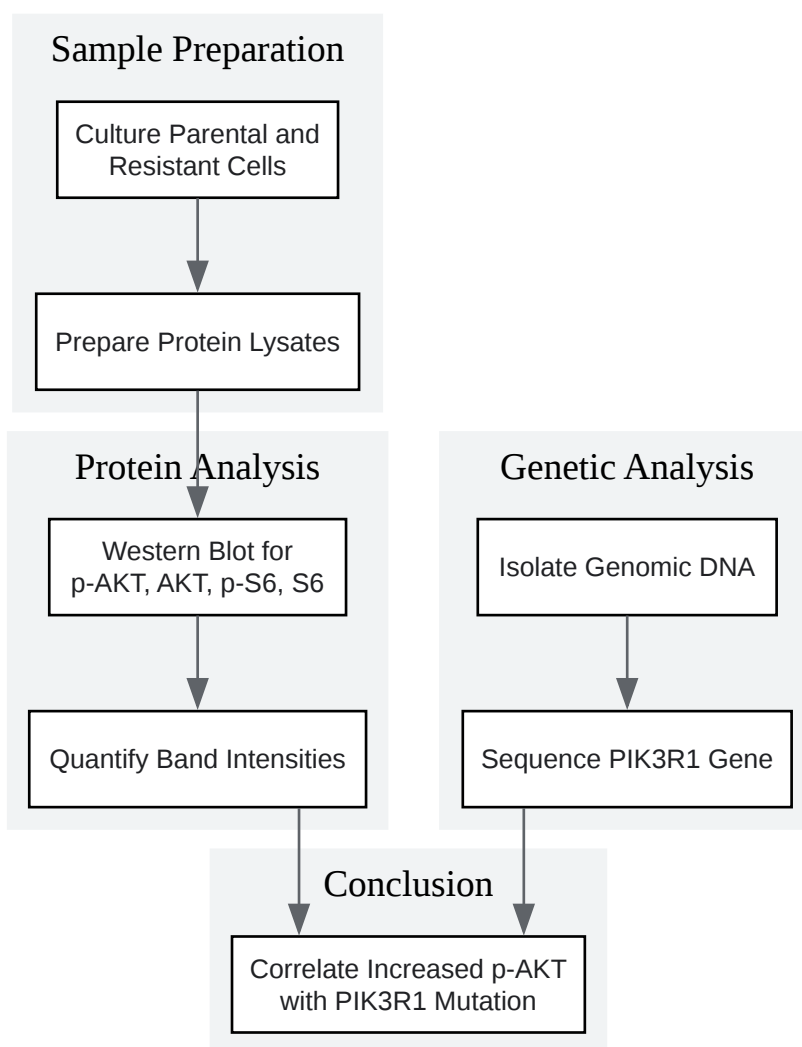 Sample Preparation
Culture Parental and
Resistant Cells
Prepare Protein Lysates
Protein Analysis
Western Blot for
p-AKT, AKT, p-S6, S6
Quantify Band Intensities
Genetic Analysis
Isolate Genomic DNA
Sequence PIK3R1 Gene
Conclusion
Correlate Increased p-AKT
with PIK3R1 Mutation